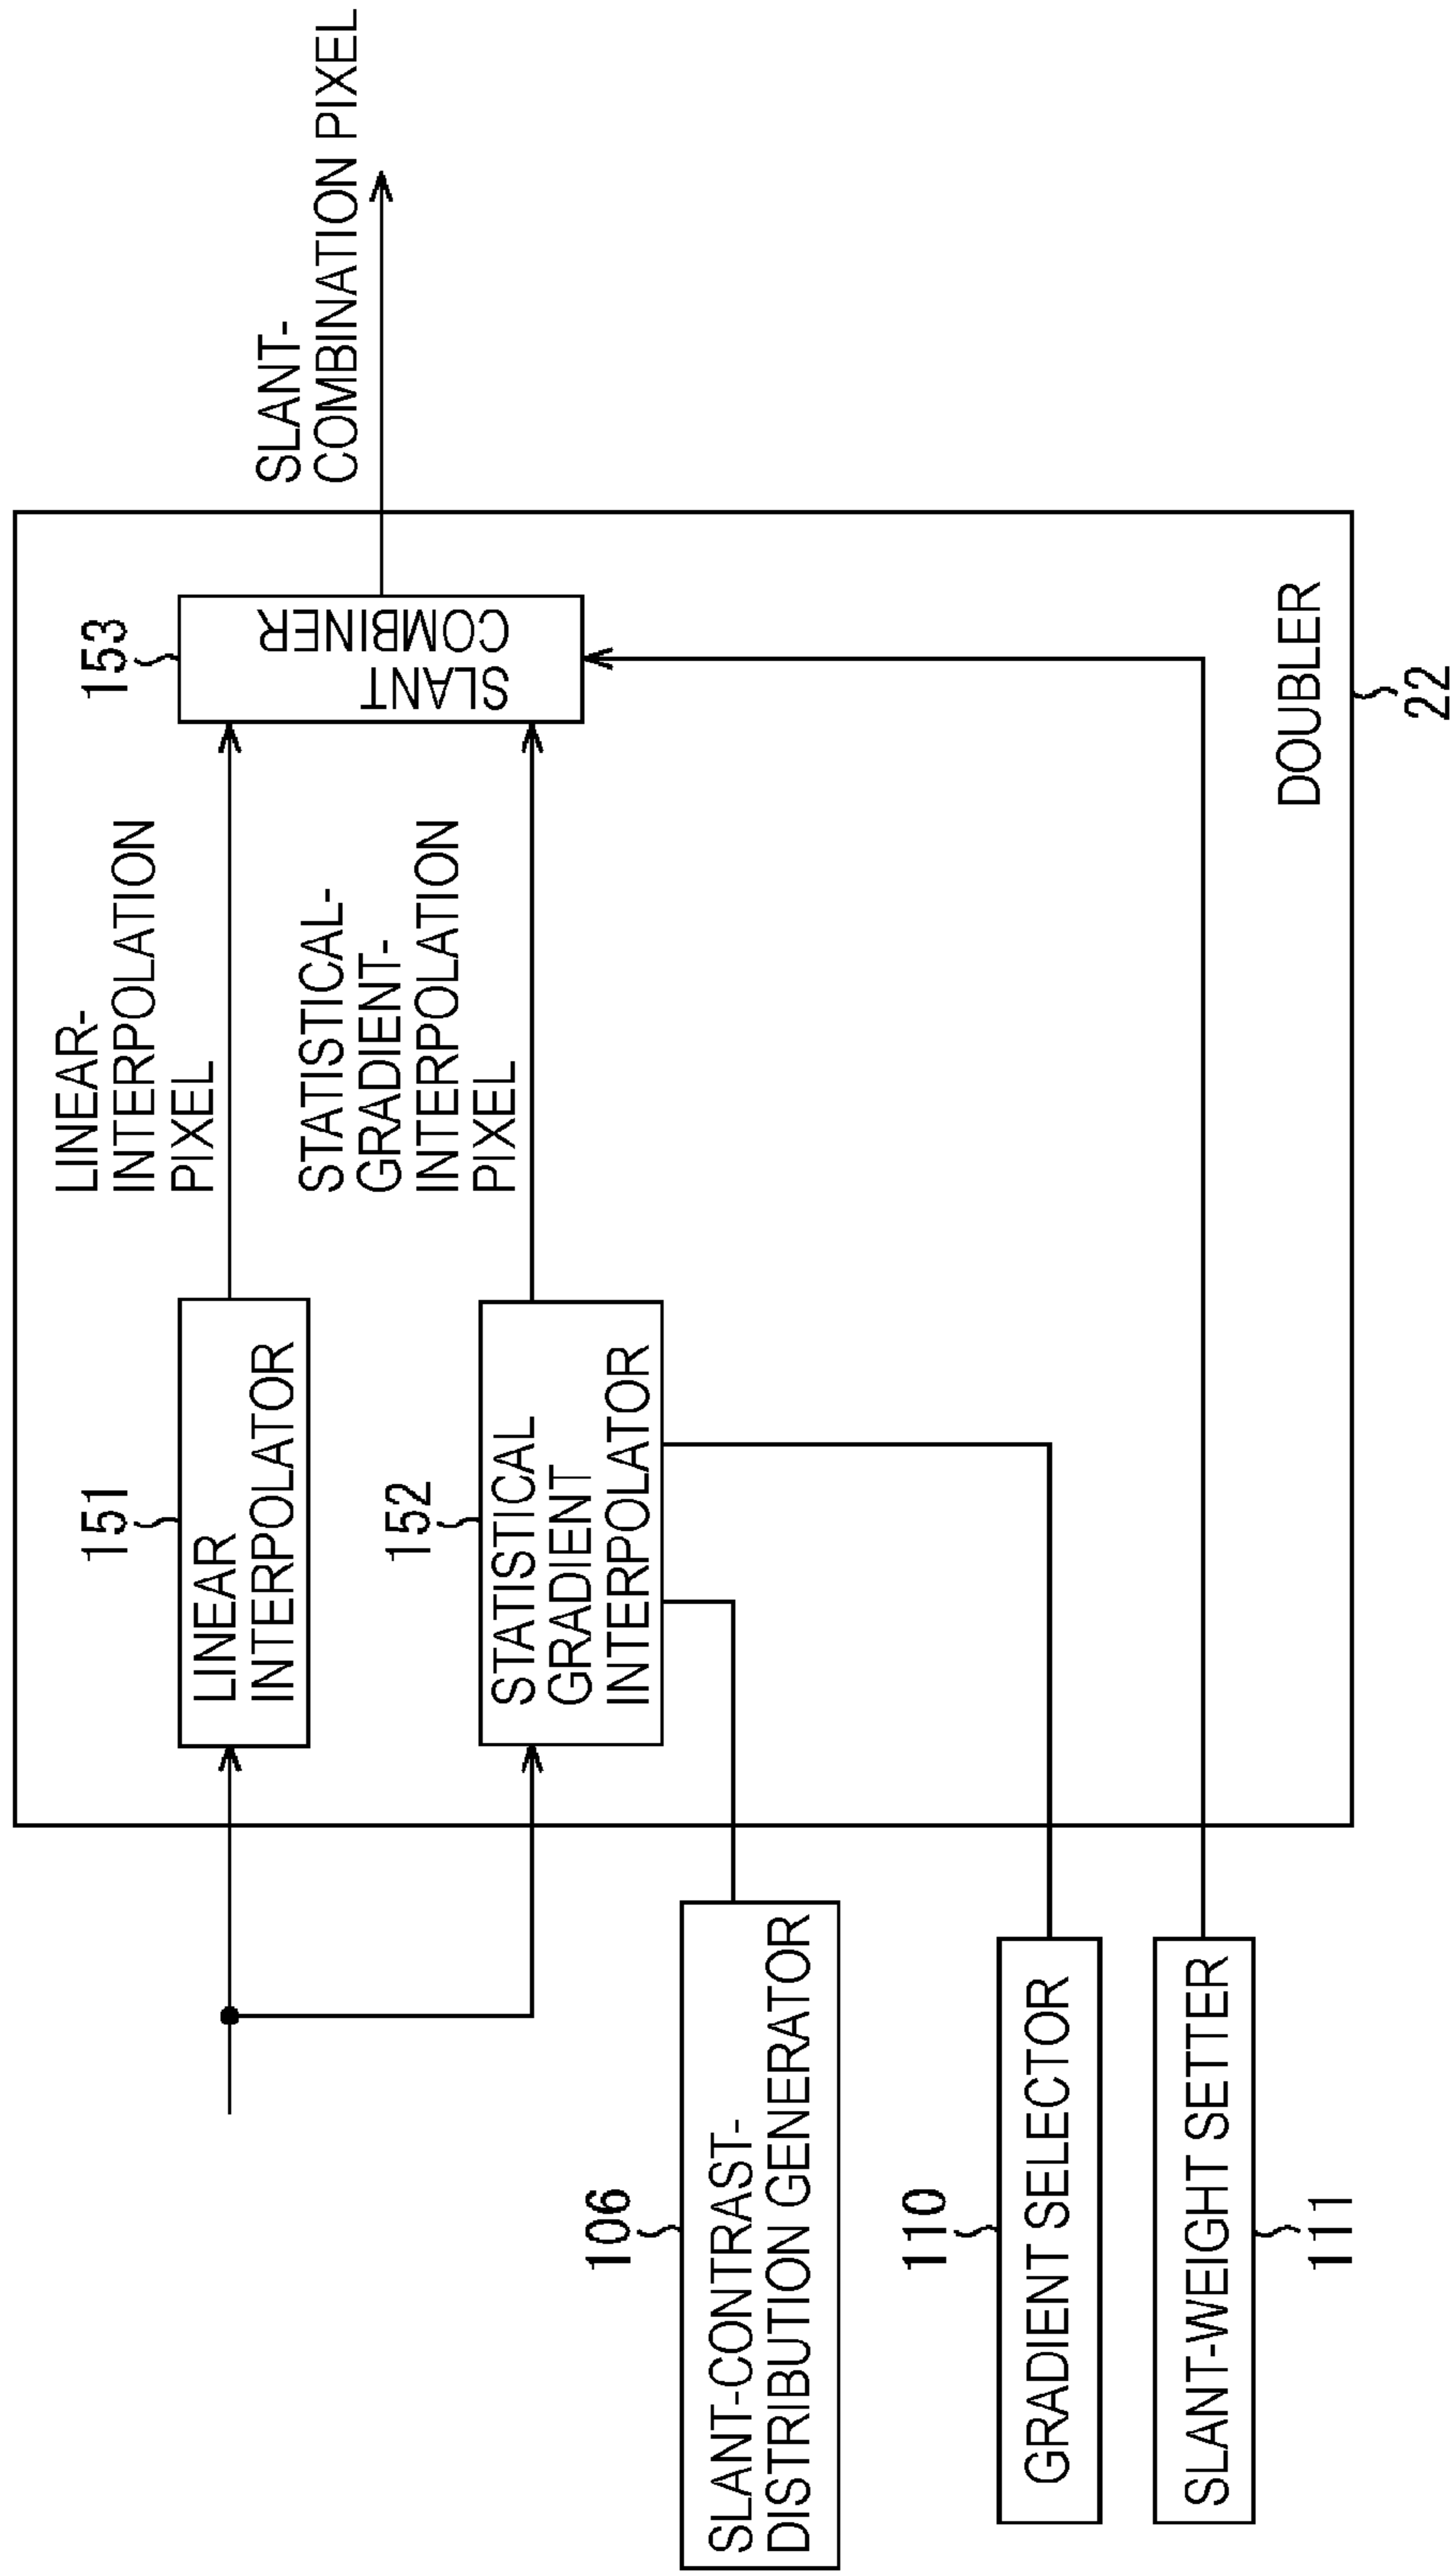 151
LINEAR
INTERPOLATOR
LINEAR-
INTERPOLATION
PIXEL
153
SLANT
COMBINER
SLANT-
COMBINATION PIXEL
152
STATISTICAL
GRADIENT
INTERPOLATOR
STATISTICAL-
GRADIENT-
INTERPOLATION
PIXEL
106
SLANT-CONTRAST-
DISTRIBUTION GENERATOR
110
GRADIENT SELECTOR
SLANT-WEIGHT SETTER
111
DOUBLER
22